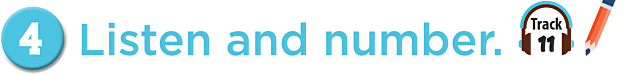 4 Listen and number. Track
11